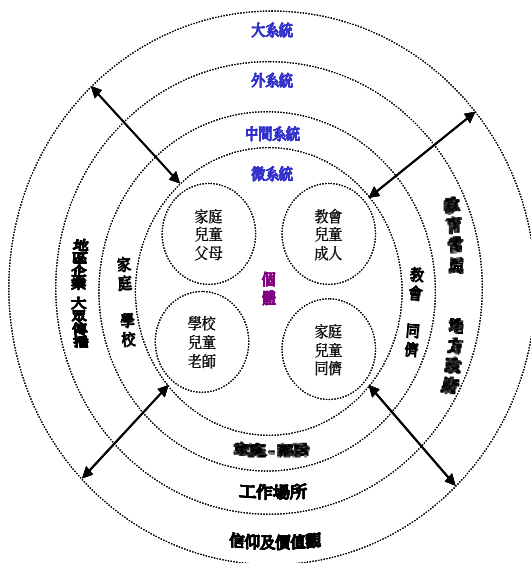 大系統
外系統
中間系統
微系統
家庭
兒童
父母
教會
兒童
成人
個體
學校
兒童
老師
家庭
兒童
同儕
地區企業 大眾傳播
家庭 學校
教會 同儕
教育當局 地方政府
家庭-鄰居
工作場所
信仰及價值觀